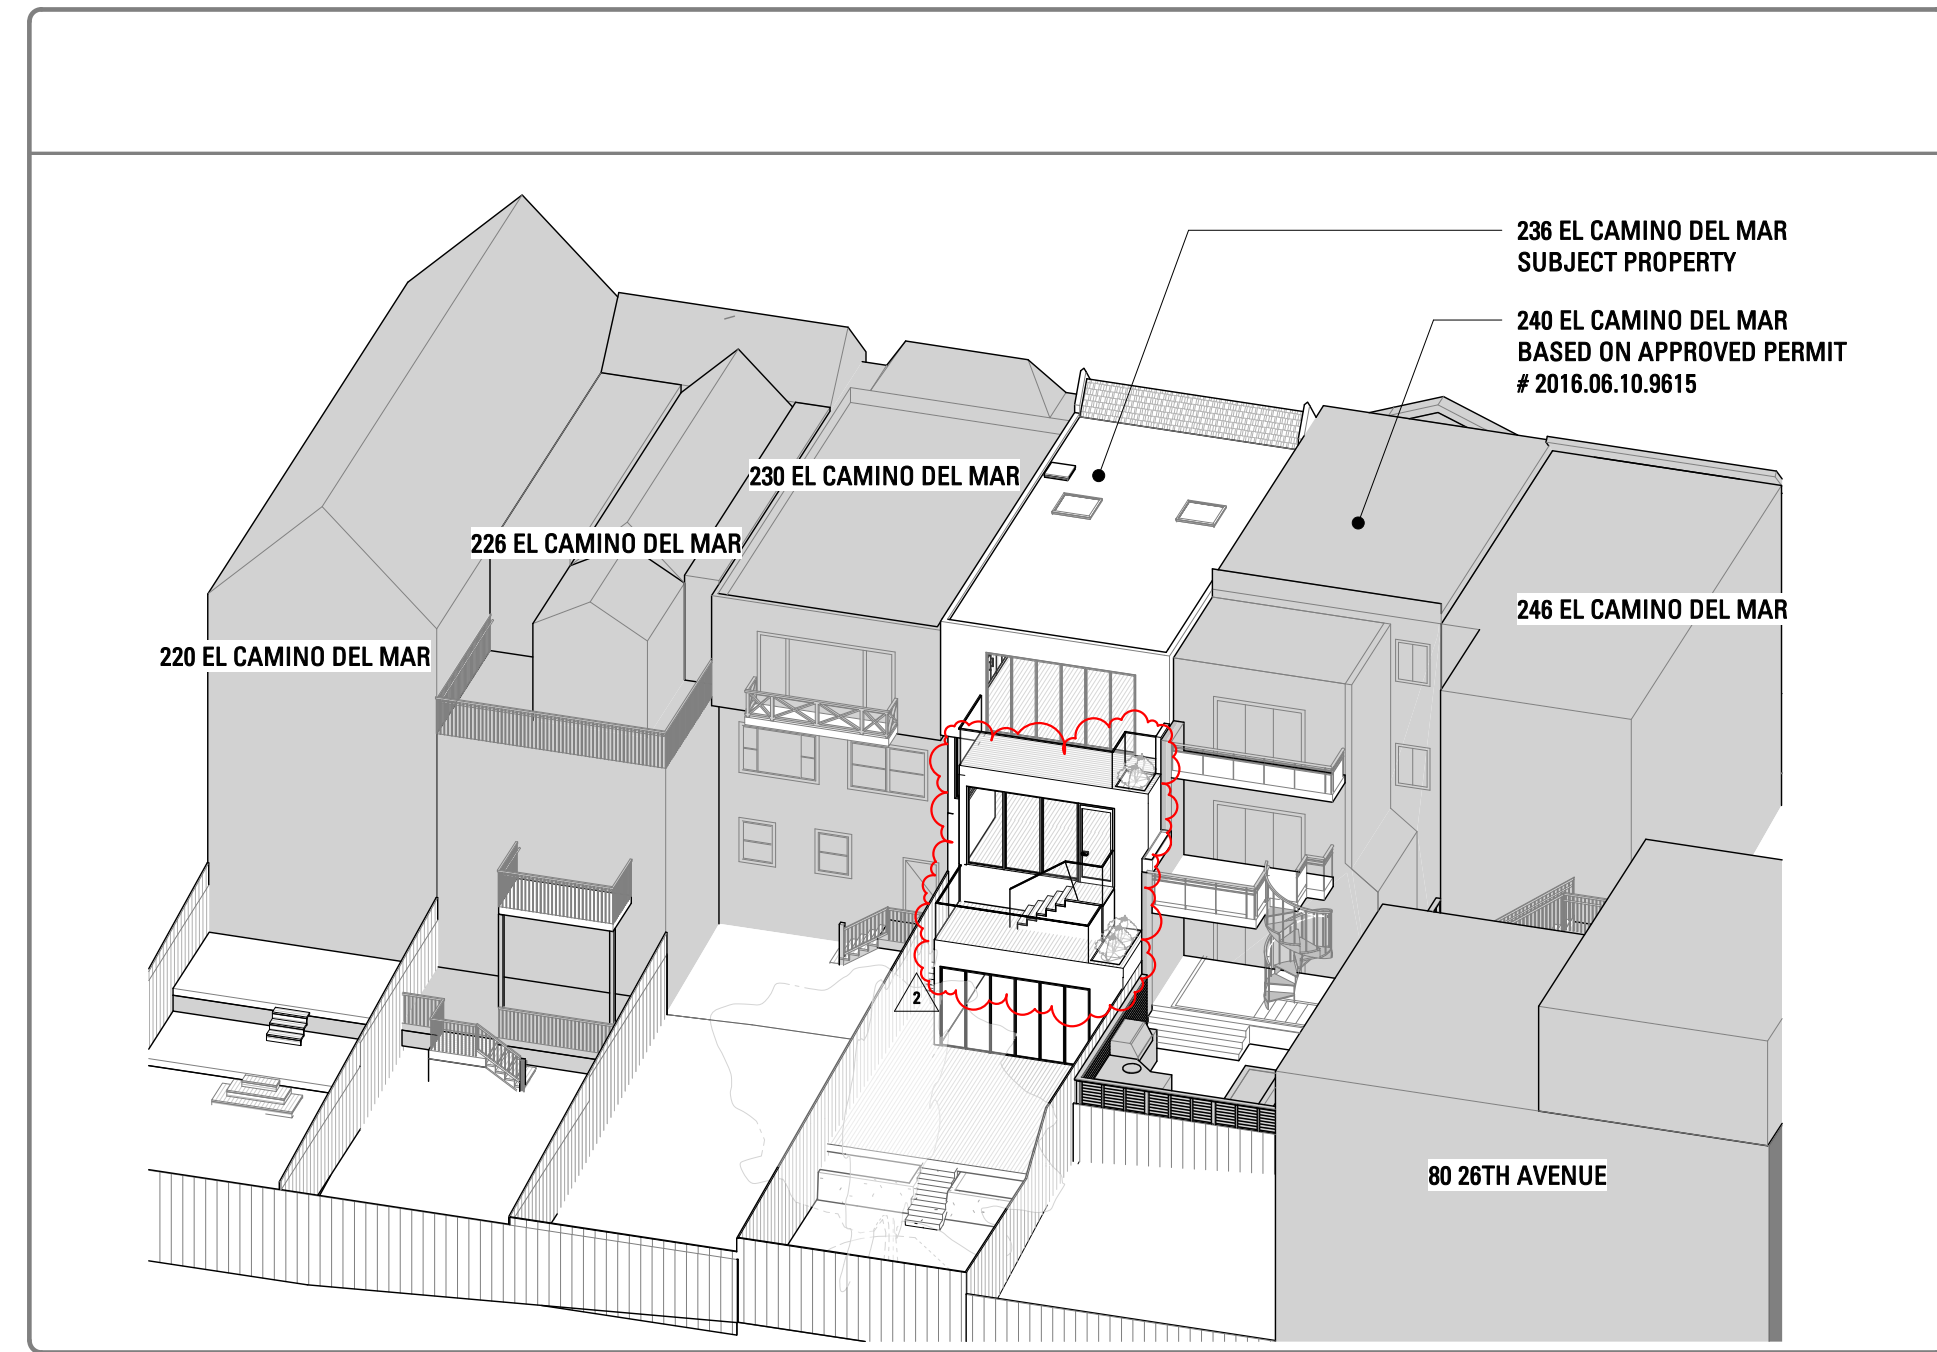 236 EL CAMINO DEL MAR
SUBJECT PROPERTY
240 EL CAMINO DEL MAR
BASED ON APPROVED PERMIT
# 2016.06.10.9615
230 EL CAMINO DEL MAR
226 EL CAMINO DEL MAR
246 EL CAMINO DEL MAR
220 EL CAMINO DEL MAR
2
80 26TH AVENUE